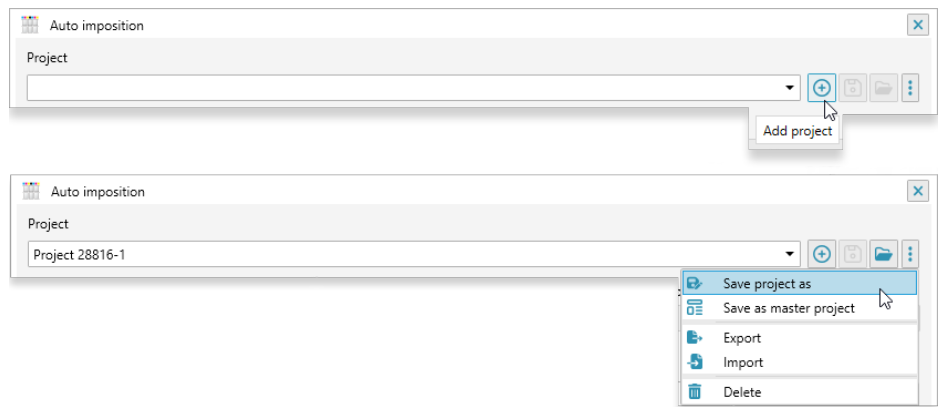 Auto imposition
Project
Add project
Auto imposition
Project
Project 28816-1
Save project as
Save as master project
Export
Import
Delete